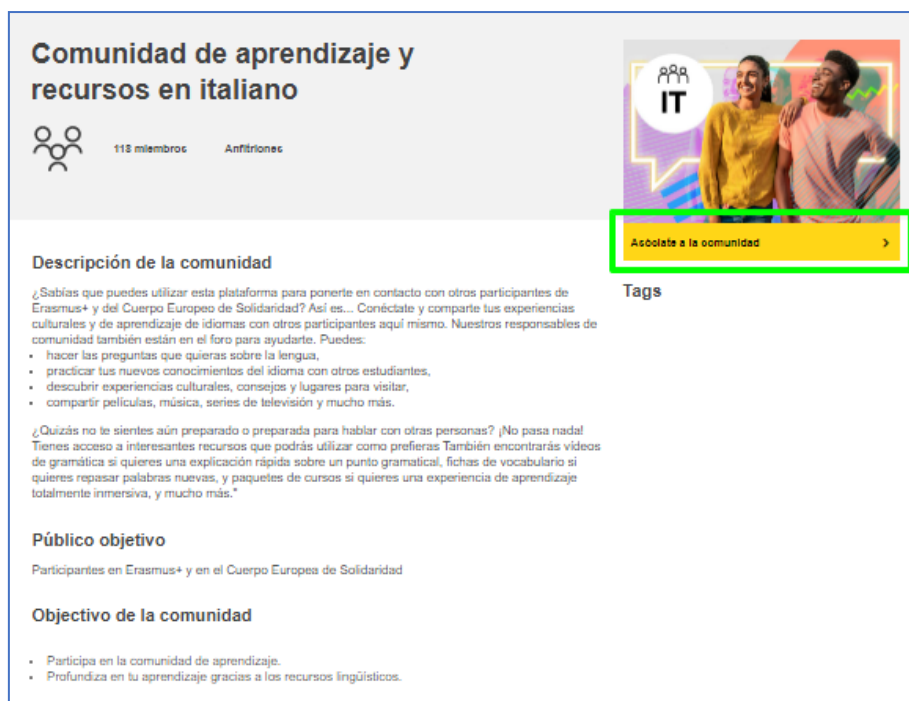 Comunidad de aprendizaje y
recursos en italiano
118 miembros
Anfitriones
IT
Asóciate a la comunidad
Tags
Descripción de la comunidad
¿Sabías que puedes utilizar esta plataforma para ponerte en contacto con otros participantes de
Erasmus+ y del Cuerpo Europeo de Solidaridad? Así es... Conéctate y comparte tus experiencias
culturales y de aprendizaje de idiomas con otros participantes aquí mismo. Nuestros responsables de
comunidad también están en el foro para ayudarte. Puedes:
• hacer las preguntas que quieras sobre la lengua,
• practicar tus nuevos conocimientos del idioma con otros estudiantes,
• descubrir experiencias culturales, consejos y lugares para visitar,
• compartir películas, música, series de televisión y mucho más.
¿Quizás no te sientes aún preparado o preparada para hablar con otras personas? ¡No pasa nada!
Tienes acceso a interesantes recursos que podrás utilizar como prefieras También encontrarás vídeos
de gramática si quieres una explicación rápida sobre un punto gramatical, fichas de vocabulario si
quieres repasar palabras nuevas, y paquetes de cursos si quieres una experiencia de aprendizaje
totalmente inmersiva, y mucho más."
Público objetivo
Participantes en Erasmus+ y en el Cuerpo Europea de Solidaridad
Objectivo de la comunidad
• Participa en la comunidad de aprendizaje.
• Profundiza en tu aprendizaje gracias a los recursos lingüísticos.